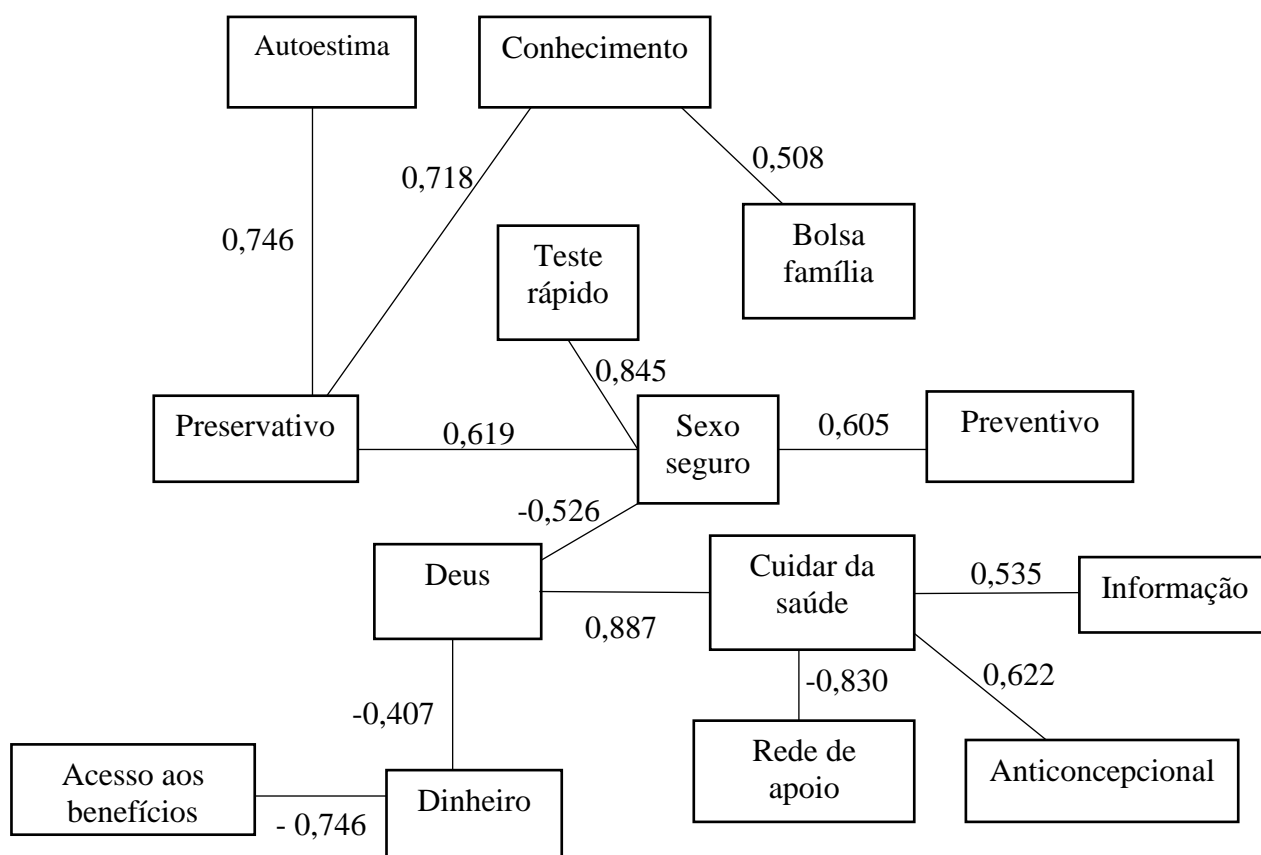 Autoestima
Conhecimento
0,508
0,718
Bolsa
família
0,746
Teste
rápido
0,845
Preservativo
0,619
Sexo
seguro
0,605
Preventivo
-0,526
Deus
0,887
Cuidar da
saúde
0,535
Informação
-0,830
0,622
-0,407
Rede de
apoio
Anticoncepcional
Acesso aos
benefícios
- 0,746
Dinheiro